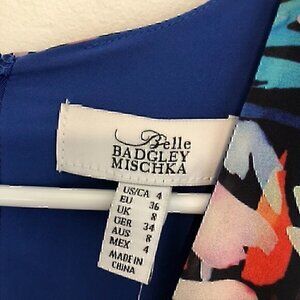 Belle
BADGLEY
MISCHKA
US/CA 4
EU 36
UK 8
GER 34
AUS 8
MEX 4
MADE IN
CHINA